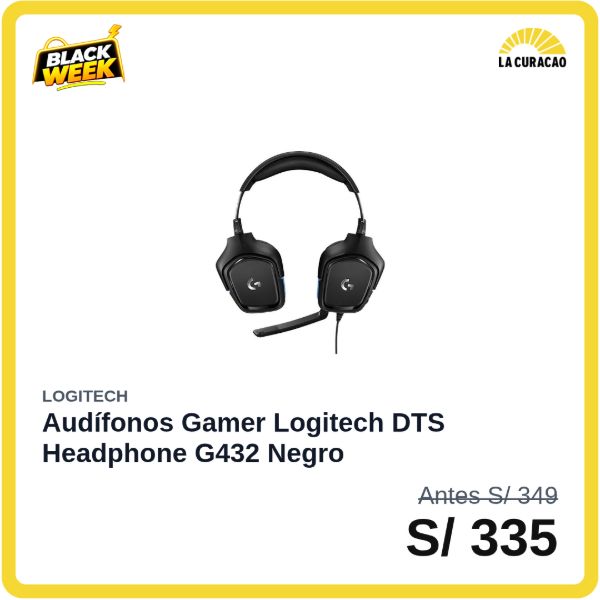 BLACK
WEEK
LA CURACAO
LOGITECH
Audífonos Gamer Logitech DTS
Headphone G432 Negro
Antes S/ 349
S/ 335